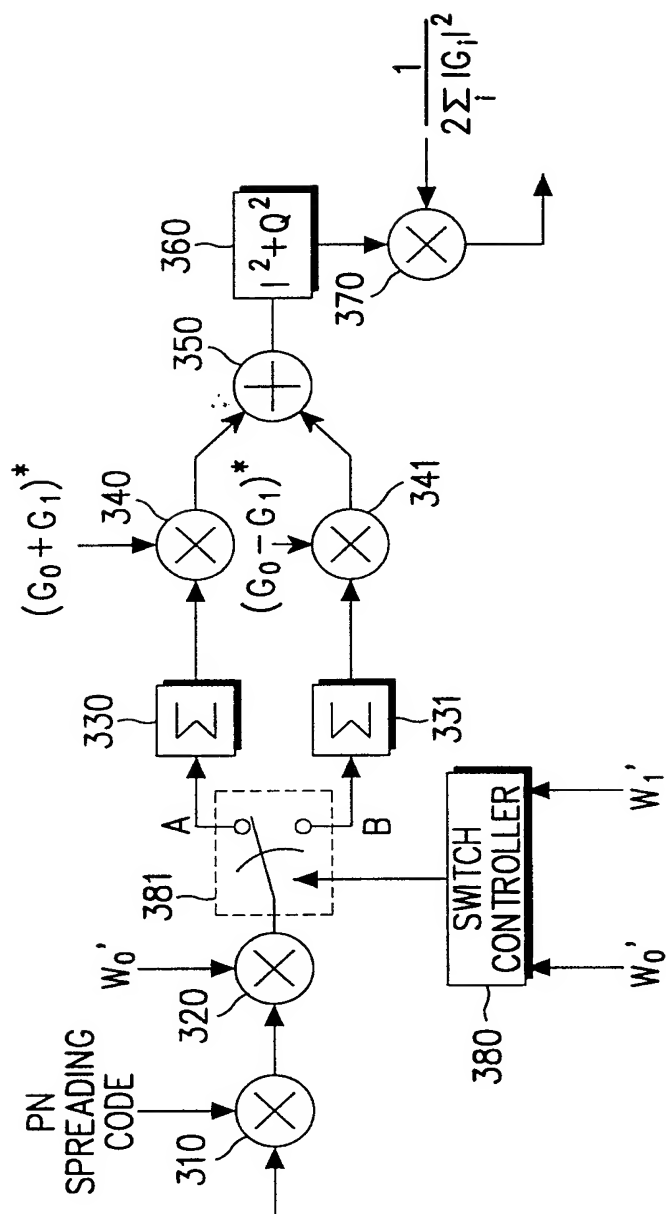 PN
SPREADING
CODE
310
W₀'
320
381
A
B
330
Σ
331
Σ
(G₀+G₁)*
340
(G₀−G₁)*
341
350
360
I²+Q²
370
1
2Σ|Gᵢ|²
i
380
SWITCH
CONTROLLER
W₀'
W₁'